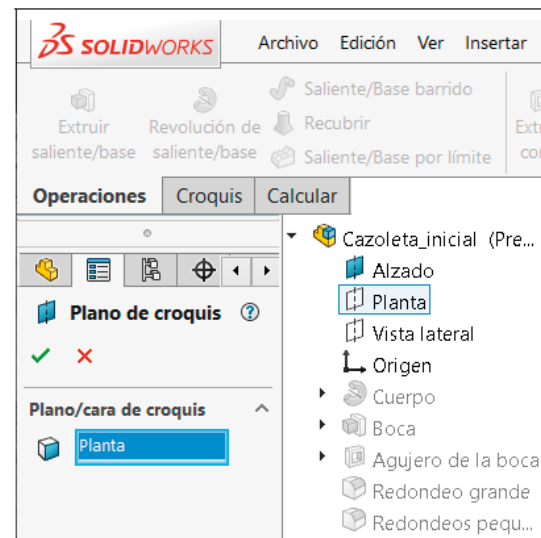 SOLIDWORKS Archivo Edición Ver Insertar
Extruir saliente/base
Revolución de saliente/base
Saliente/Base barrido
Recubrir
Saliente/Base por límite
Operaciones Croquis Calcular
Plano de croquis
Plano/cara de croquis
Planta
Cazoleta_inicial (Pre...
Alzado
Planta
Vista lateral
Origen
Cuerpo
Boca
Agujero de la boca
Redondeo grande
Redondeos pequ...